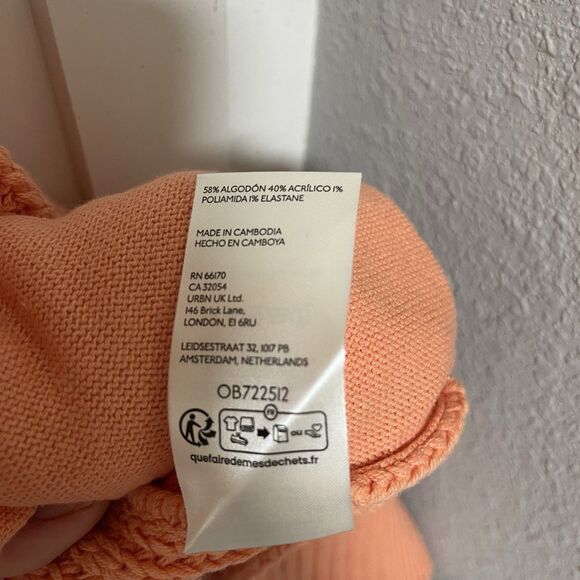 58% ALGODÓN 40% ACRÍLICO 1%
POLIAMIDA 1% ELASTANE
MADE IN CAMBODIA
HECHO EN CAMBOYA
RN 66170
CA 32054
URBN UK Ltd.
146 Brick Lane,
LONDON, E1 6RU
LEIDSESTRAAT 32, 1017 PB
AMSTERDAM, NETHERLANDS
OB722512
FR
OU
quefairedemesdechets.fr